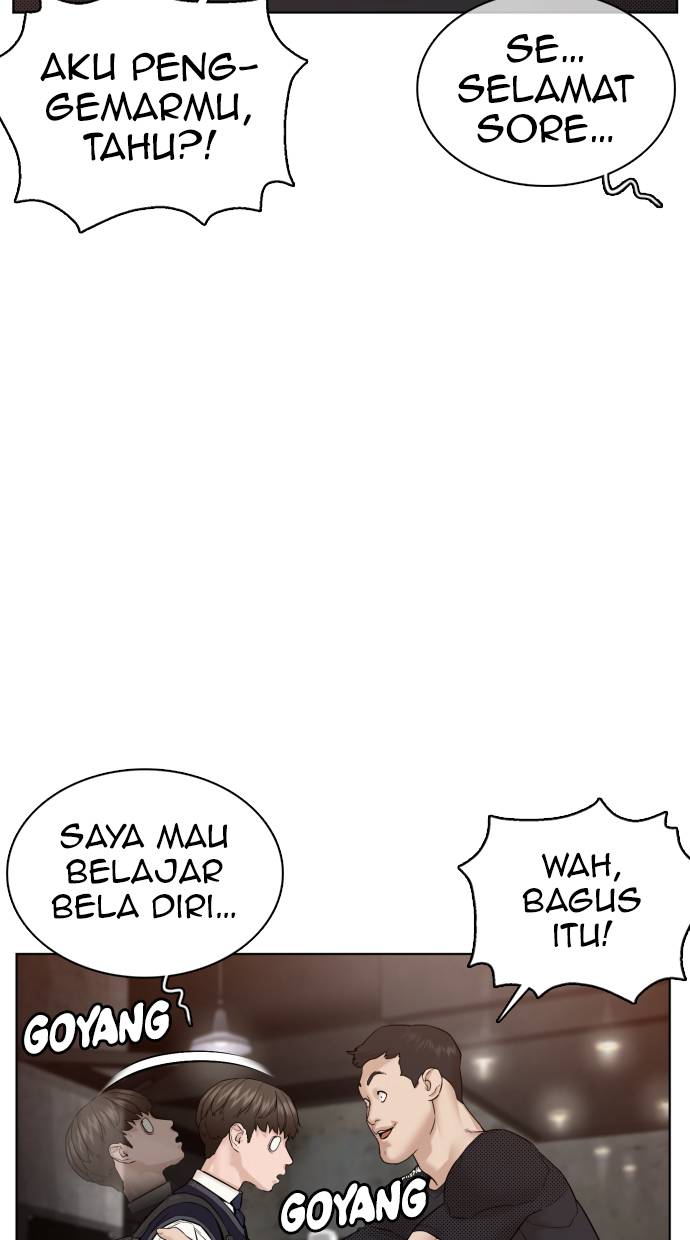 AKU PENG-
GEMARMU,
TAHU?!
SE...
SELAMAT
SORE...
SAYA MAU
BELAJAR
BELA DIRI...
WAH,
BAGUS
ITU!
GOYANG
GOYANG